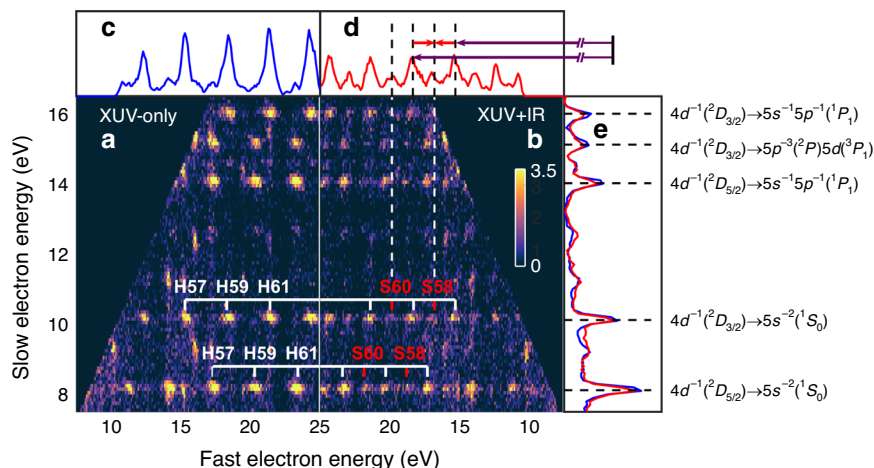 c
d
XUV-only
XUV+IR
a
b
e
3.5
3
2
1
0
16
14
12
10
8
Slow electron energy (eV)
H57 H59 H61 S60 S58
H57 H59 H61 S60 S58
10 15 20 25 20 15 10
Fast electron energy (eV)
4d⁻¹(²D₃/₂)→5s⁻¹5p⁻¹(¹P₁)
4d⁻¹(²D₃/₂)→5p⁻³(²P)5d(³P₁)
4d⁻¹(²D₅/₂)→5s⁻¹5p⁻¹(¹P₁)
4d⁻¹(²D₃/₂)→5s⁻²(¹S₀)
4d⁻¹(²D₅/₂)→5s⁻²(¹S₀)